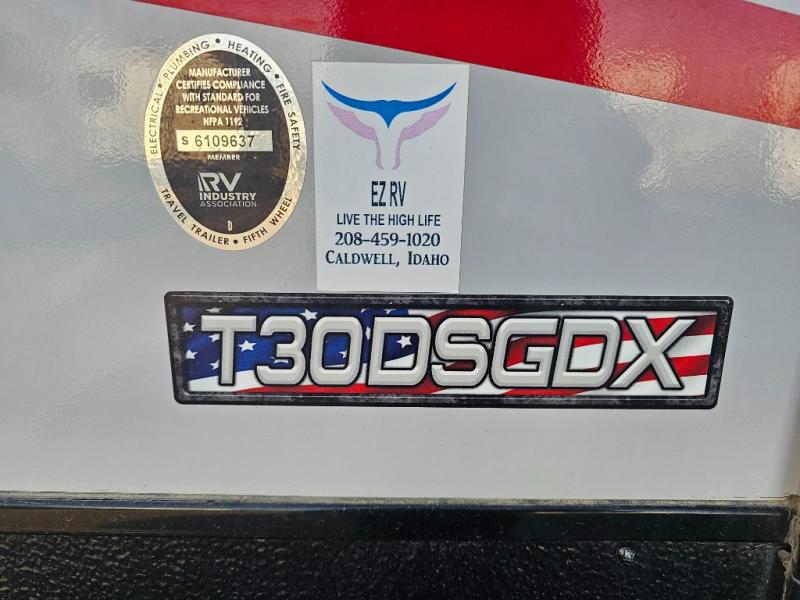 ELECTRICAL • PLUMBING • HEATING • FIRE SAFETY
MANUFACTURER
CERTIFIES COMPLIANCE
WITH STANDARD FOR
RECREATIONAL VEHICLES
NFPA 1192
S 6109637
MEMBER
RV
INDUSTRY
ASSOCIATION
D
TRAVEL TRAILER • FIFTH WHEEL
EZ RV
LIVE THE HIGH LIFE
208-459-1020
CALDWELL, IDAHO
T30DSGDX